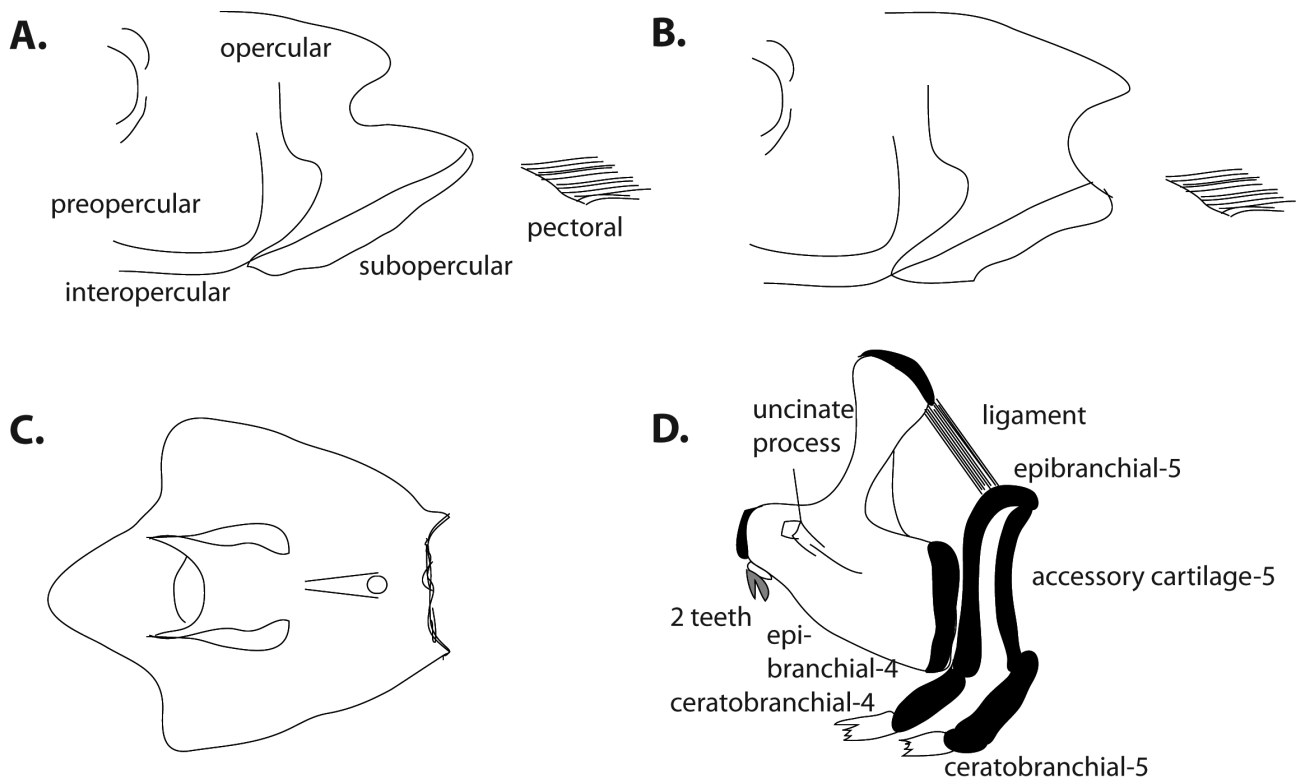 A.
opercular
preopercular
interopercular
subopercular
pectoral
B.
C.
D.
uncinate
process
ligament
epibranchial-5
accessory cartilage-5
2 teeth
epi-
branchial-4
ceratobranchial-4
ceratobranchial-5